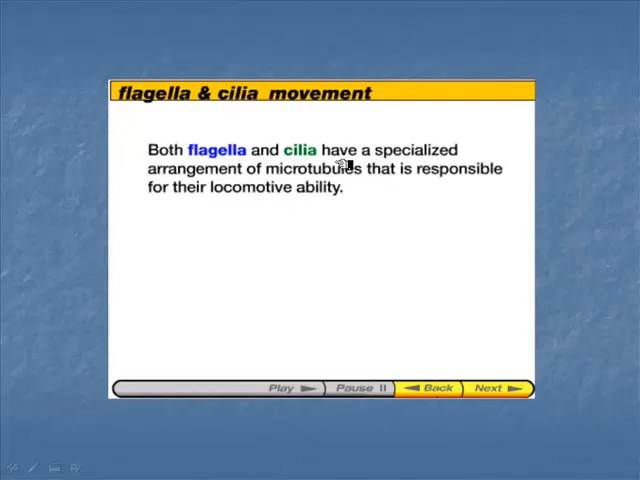 flagella & cilia movement
Both flagella and cilia have a specialized
arrangement of microtubules that is responsible
for their locomotive ability.
Play Pause Back Next